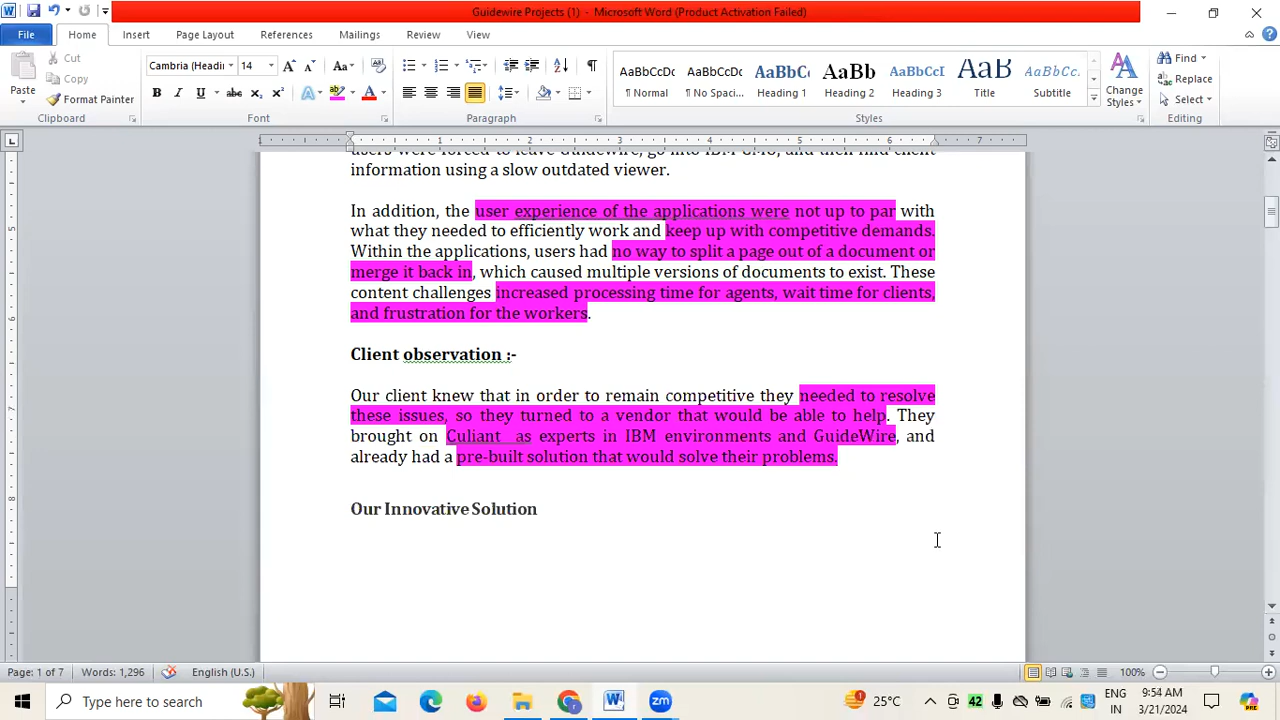 Guidewire Projects (1) - Microsoft Word (Product Activation Failed)
File Home Insert Page Layout References Mailings Review View
Paste
Cut
Copy
Format Painter
Clipboard
Cambria (Headi 14
Font
Paragraph
AaBbCcDc AaBbCcDc AaBbC AaBb AaBbCcI AaB AaBbCc.
¶ Normal ¶ No Spaci... Heading 1 Heading 2 Heading 3 Title Subtitle
Change Styles
Styles
Find
Replace
Select
Editing
information using a slow outdated viewer.
In addition, the user experience of the applications were not up to par with
what they needed to efficiently work and keep up with competitive demands.
Within the applications, users had no way to split a page out of a document or
merge it back in, which caused multiple versions of documents to exist. These
content challenges increased processing time for agents, wait time for clients,
and frustration for the workers.
Client observation :-
Our client knew that in order to remain competitive they needed to resolve
these issues, so they turned to a vendor that would be able to help. They
brought on Culiant as experts in IBM environments and GuideWire, and
already had a pre-built solution that would solve their problems.
Our Innovative Solution
Page: 1 of 7 Words: 1,296 English (U.S.) 100%
Type here to search
1 25°C 42 ENG IN 9:54 AM 3/21/2024